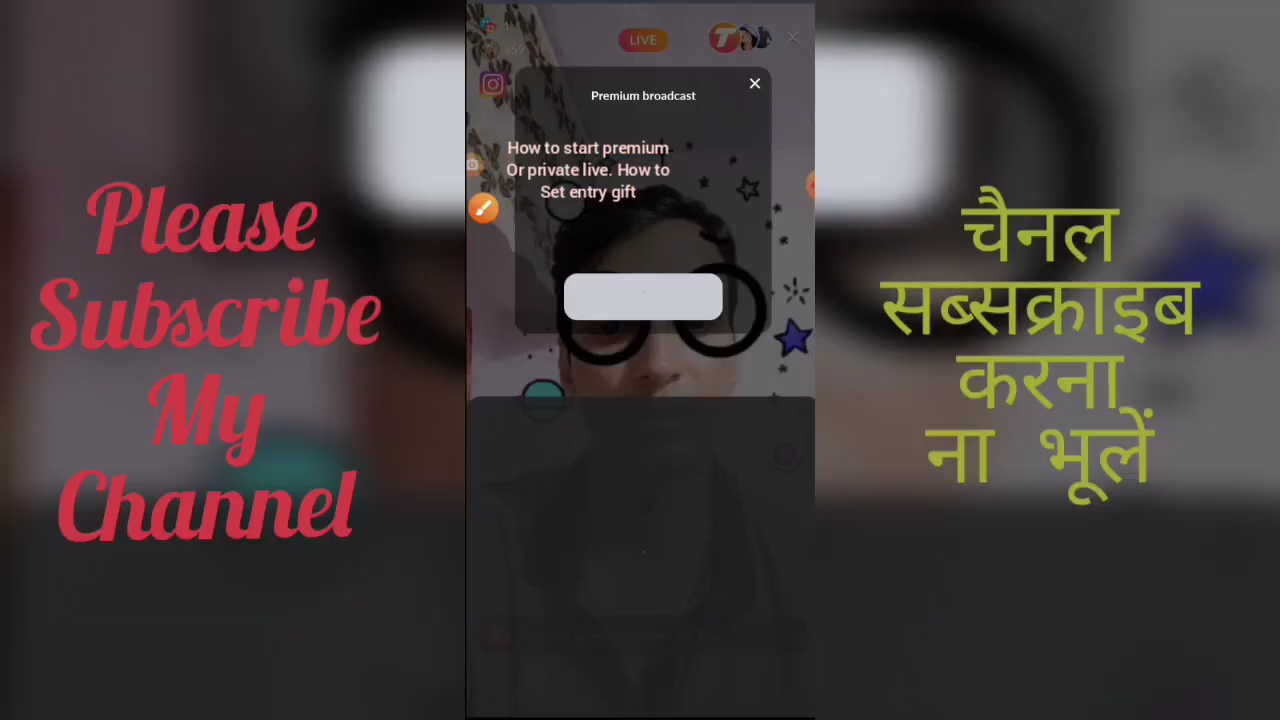 LIVE
Premium broadcast
How to start premium
Or private live. How to
Set entry gift
Please
Subscribe
My
Channel
चैनल
सब्सक्राइब
करना
ना भूलें